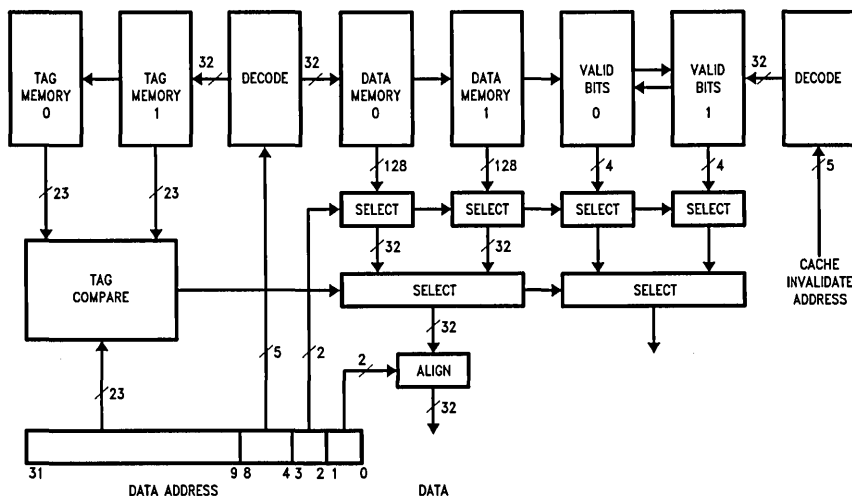 TAG MEMORY 0
TAG MEMORY 1
32
DECODE
32
DATA MEMORY 0
DATA MEMORY 1
VALID BITS 0
VALID BITS 1
32
DECODE
23
23
128
128
4
4
5
SELECT
SELECT
SELECT
SELECT
32
32
TAG COMPARE
SELECT
SELECT
CACHE INVALIDATE ADDRESS
32
5
2
2
ALIGN
23
32
31
9 8
4 3
2 1
0
DATA ADDRESS
DATA